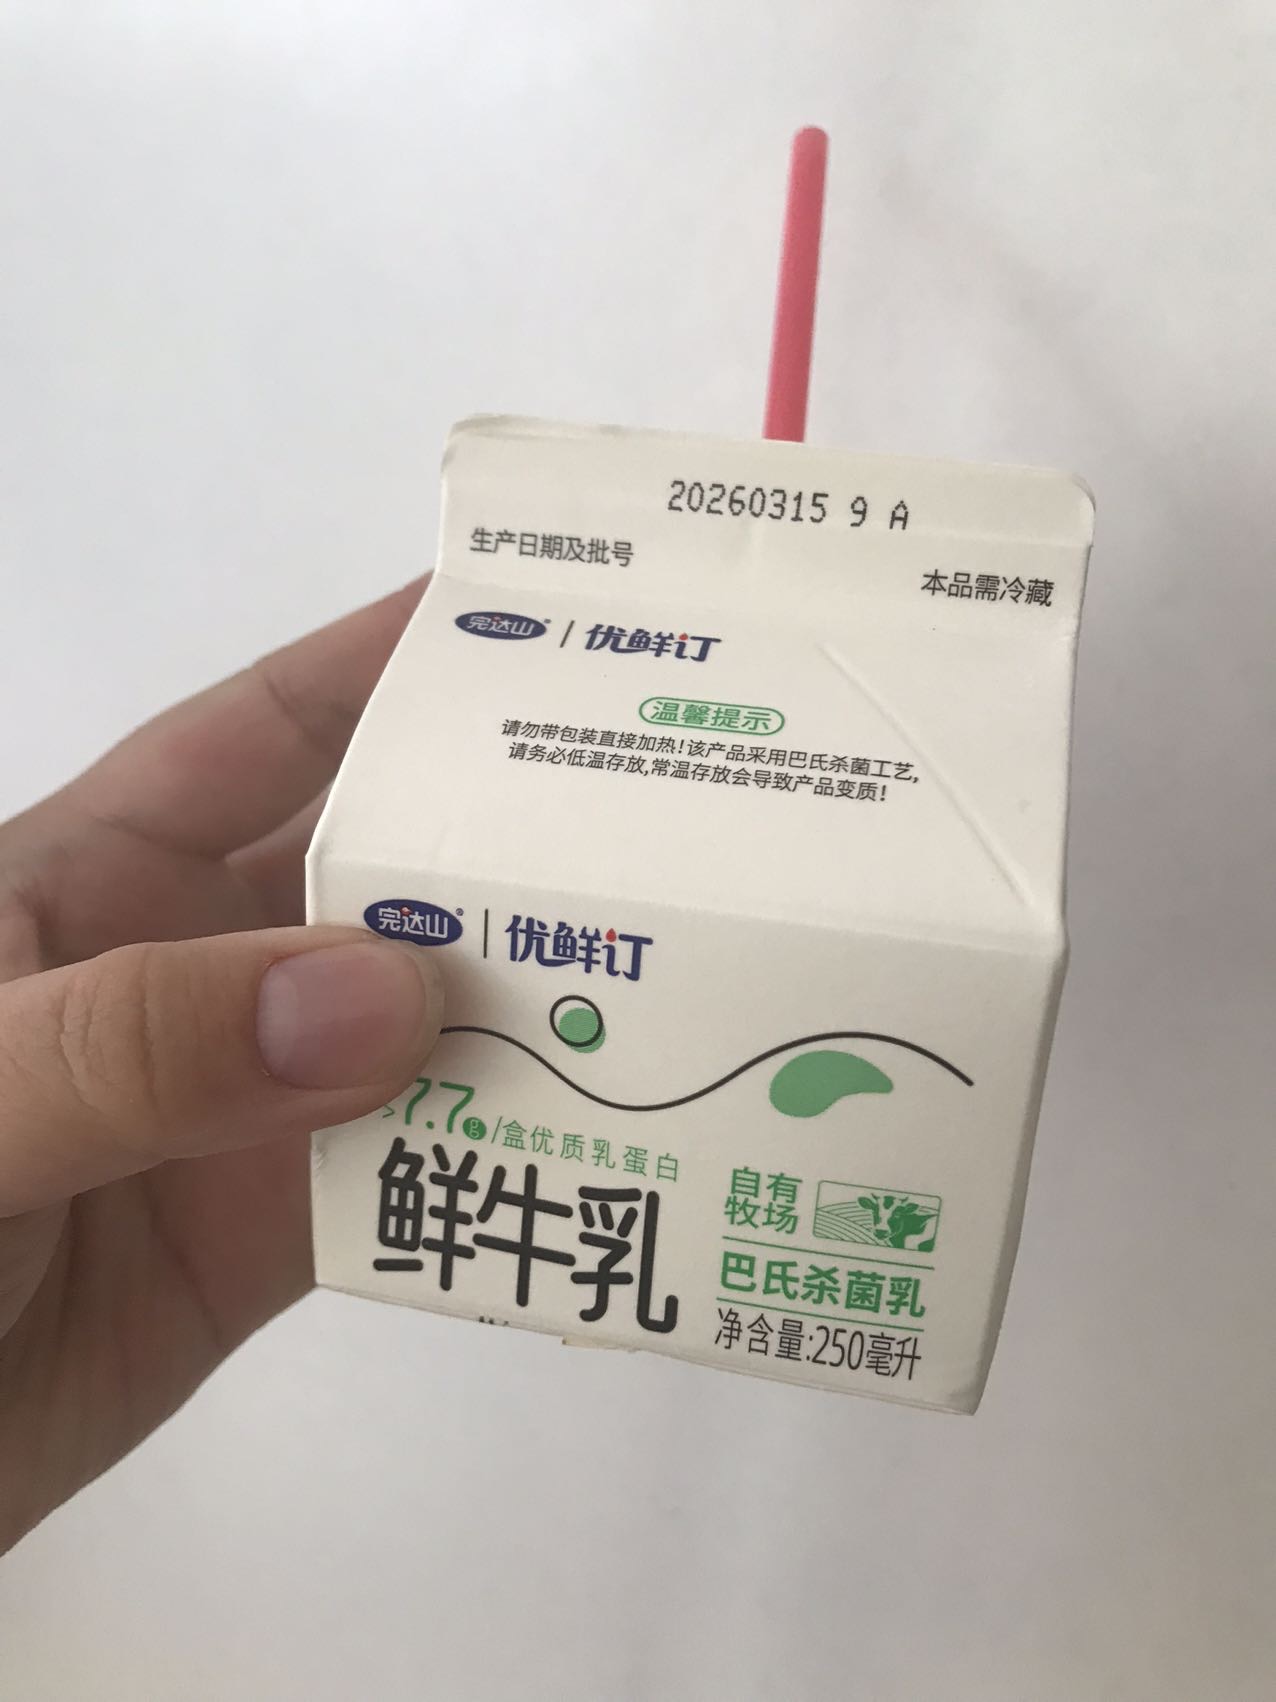 20260315 9 A
生产日期及批号
本品需冷藏
完达山® / 优鲜订
温馨提示
请勿带包装直接加热!该产品采用巴氏杀菌工艺,
请务必低温存放,常温存放会导致产品变质!
完达山® | 优鲜订
>7.7g/盒优质乳蛋白
鲜牛乳
自有
牧场
巴氏杀菌乳
净含量:250毫升